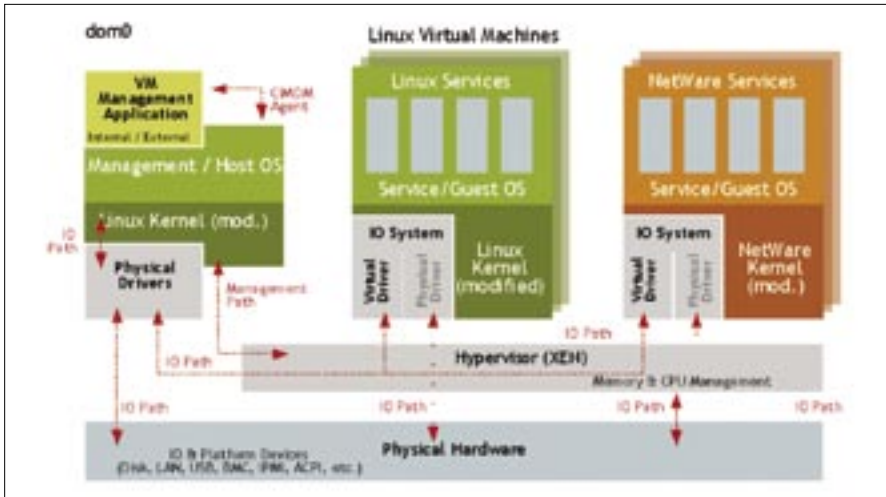 dom0
VM
Management
Application
Internal / External
CIMOM
Agent
Management / Host OS
Linux Kernel (mod.)
IO
Path
Physical
Drivers
Management
Path
Linux Virtual Machines
Linux Services
Service/Guest OS
IO System
Virtual
Driver
Physical
Driver
Linux
Kernel
(modified)
NetWare Services
Service/Guest OS
IO System
Virtual
Driver
Physical
Driver
NetWare
Kernel
(mod.)
IO Path
IO Path
Hypervisor (XEN)
Memory & CPU Management
IO Path
IO Path
IO Path
IO Path
Physical Hardware
IO & Platform Devices
(Disk, LAN, USB, BMC, IPMI, ACPI, etc.)